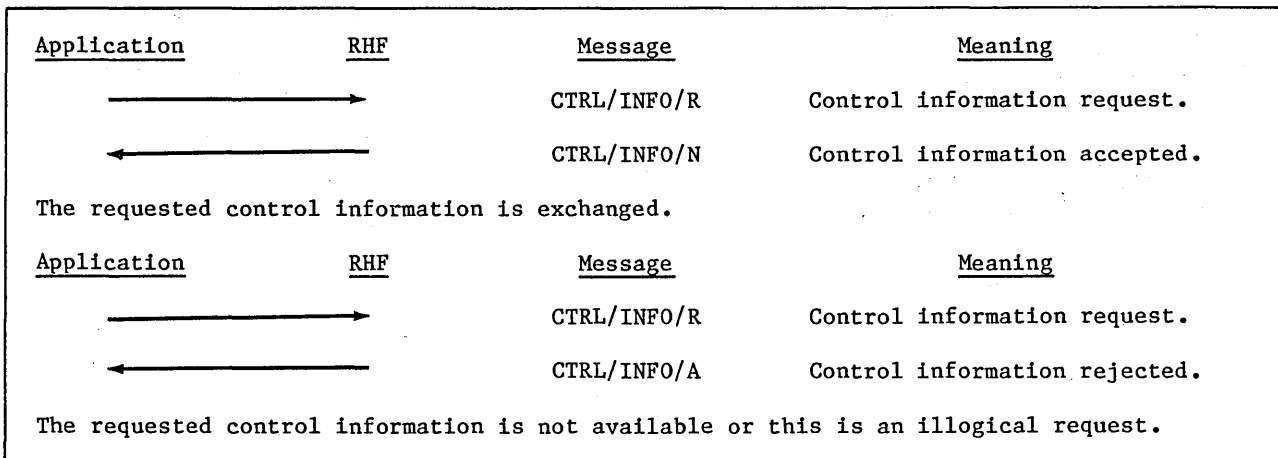 Application RHF Message Meaning
CTRL/INFO/R Control information request.
CTRL/INFO/N Control information accepted.
The requested control information is exchanged.
Application RHF Message Meaning
CTRL/INFO/R Control information request.
CTRL/INFO/A Control information rejected.
The requested control information is not available or this is an illogical request.